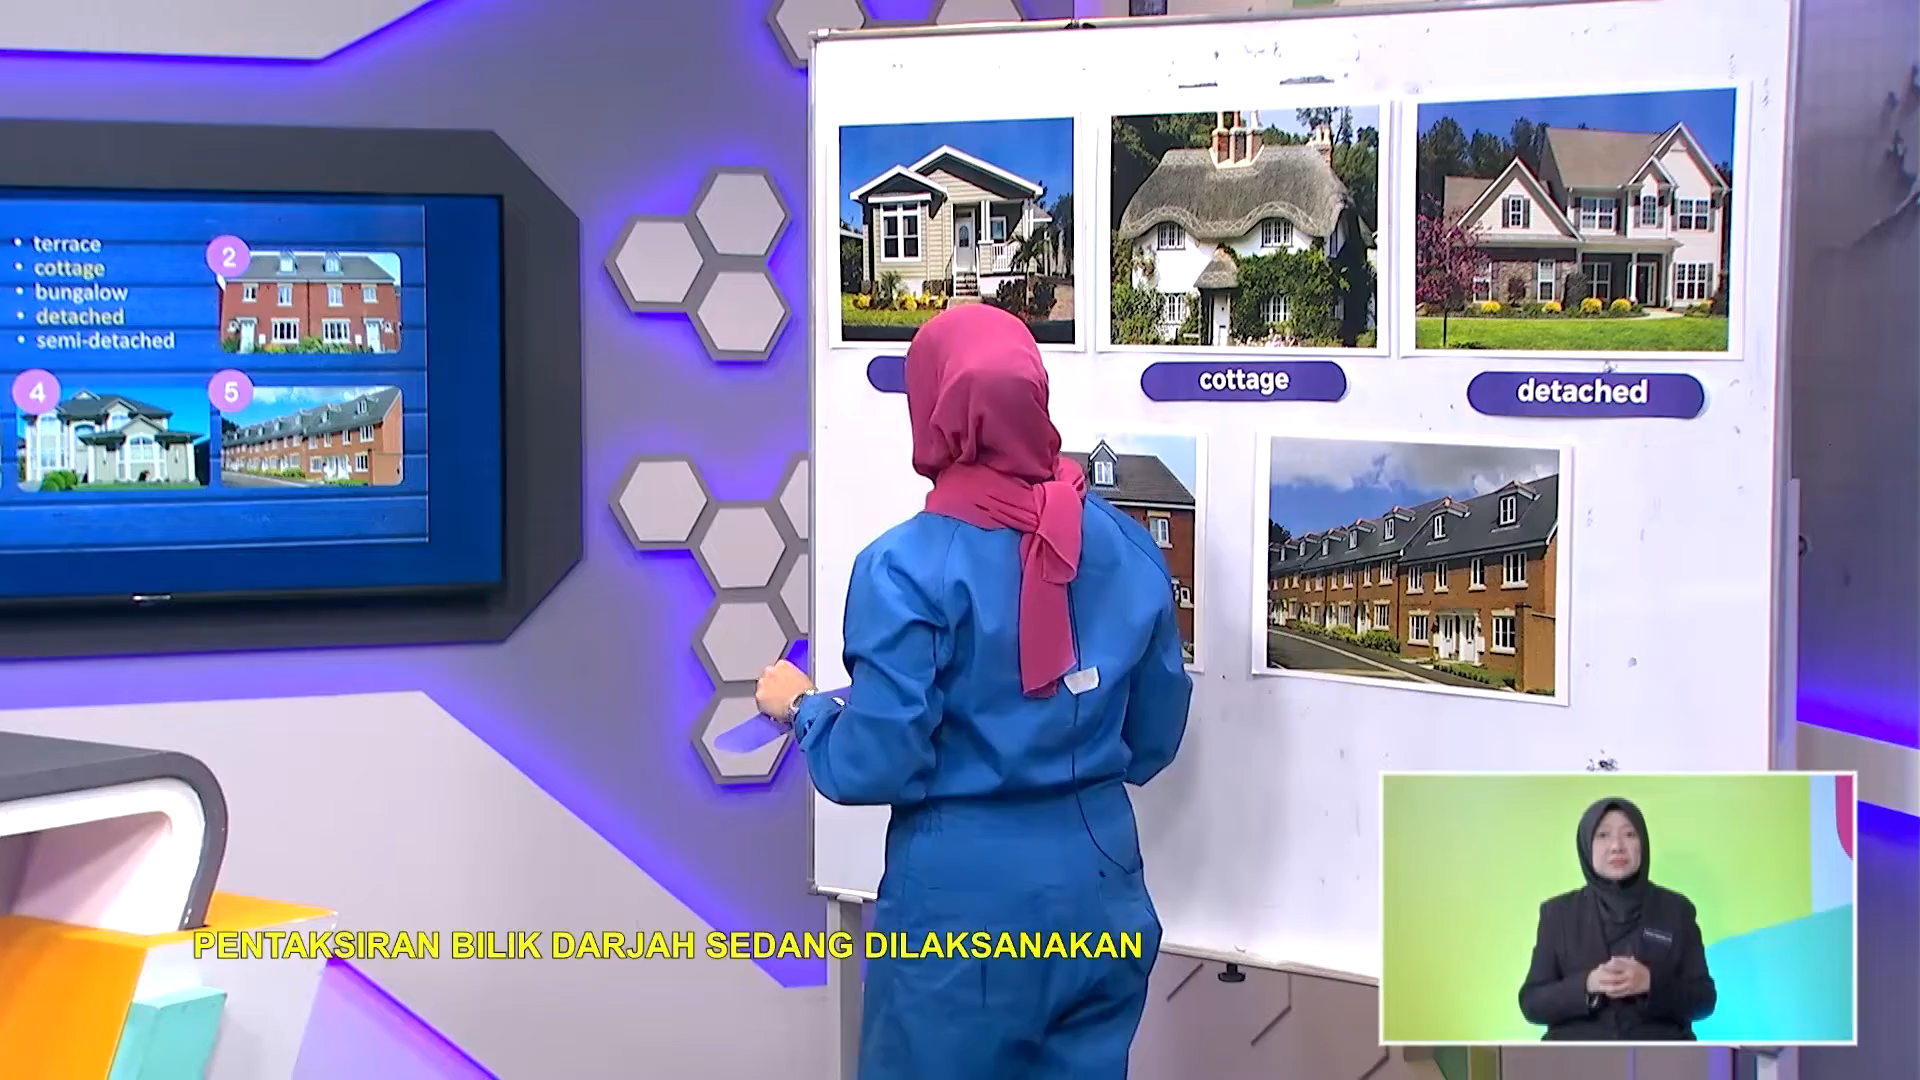 • terrace
• cottage
• bungalow
• detached
• semi-detached
2
4
5
cottage
detached
PENTAKSIRAN BILIK DARJAH SEDANG DILAKSANAKAN